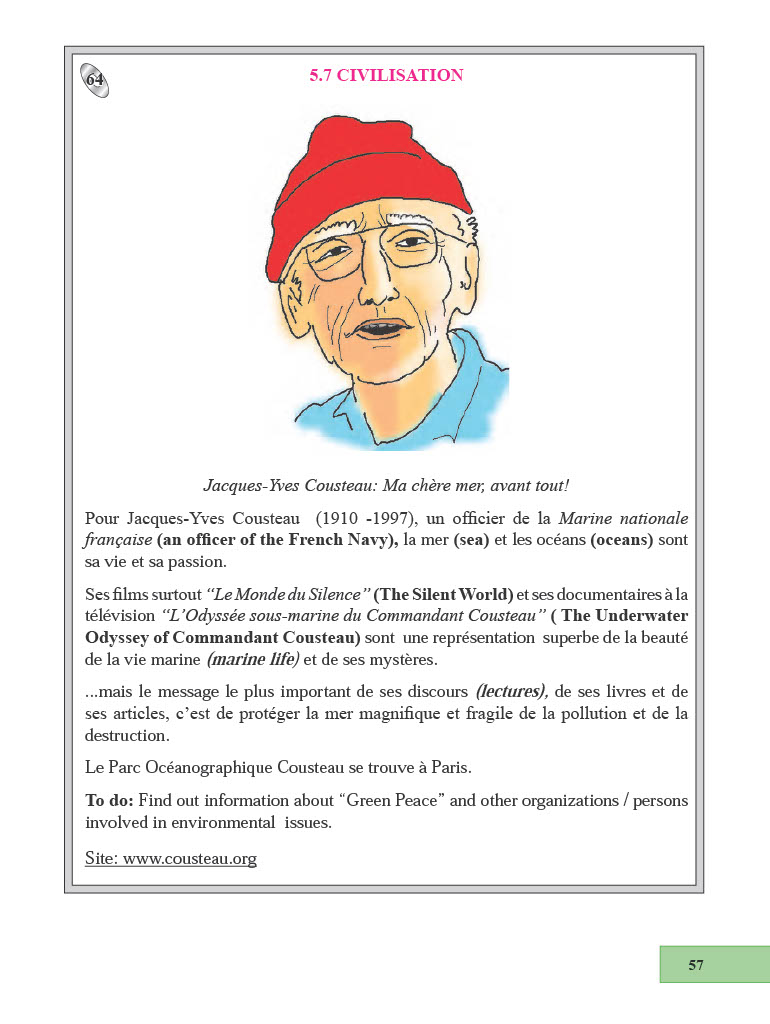 64
5.7 CIVILISATION
Jacques-Yves Cousteau: Ma chère mer, avant tout!
Pour Jacques-Yves Cousteau (1910 -1997), un officier de la Marine nationale
française (an officer of the French Navy), la mer (sea) et les océans (oceans) sont
sa vie et sa passion.
Ses films surtout “Le Monde du Silence” (The Silent World) et ses documentaires à la
télévision “L’Odyssée sous-marine du Commandant Cousteau” ( The Underwater
Odyssey of Commandant Cousteau) sont une représentation superbe de la beauté
de la vie marine (marine life) et de ses mystères.
...mais le message le plus important de ses discours (lectures), de ses livres et de
ses articles, c’est de protéger la mer magnifique et fragile de la pollution et de la
destruction.
Le Parc Océanographique Cousteau se trouve à Paris.
To do: Find out information about “Green Peace” and other organizations / persons
involved in environmental issues.
Site: www.cousteau.org
57